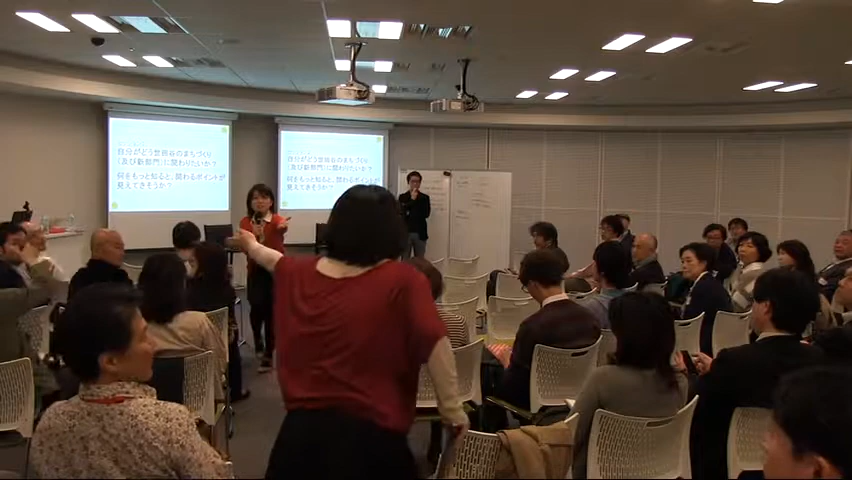 自分がどう世田谷のまちづくり
（及び新部門）に関わりたいか？
何をもっと知ると、関わるポイントが
見えてきそうか？
自分がどう世田谷のまちづくり
（及び新部門）に関わりたいか？
何をもっと知ると、関わるポイントが
見えてきそうか？